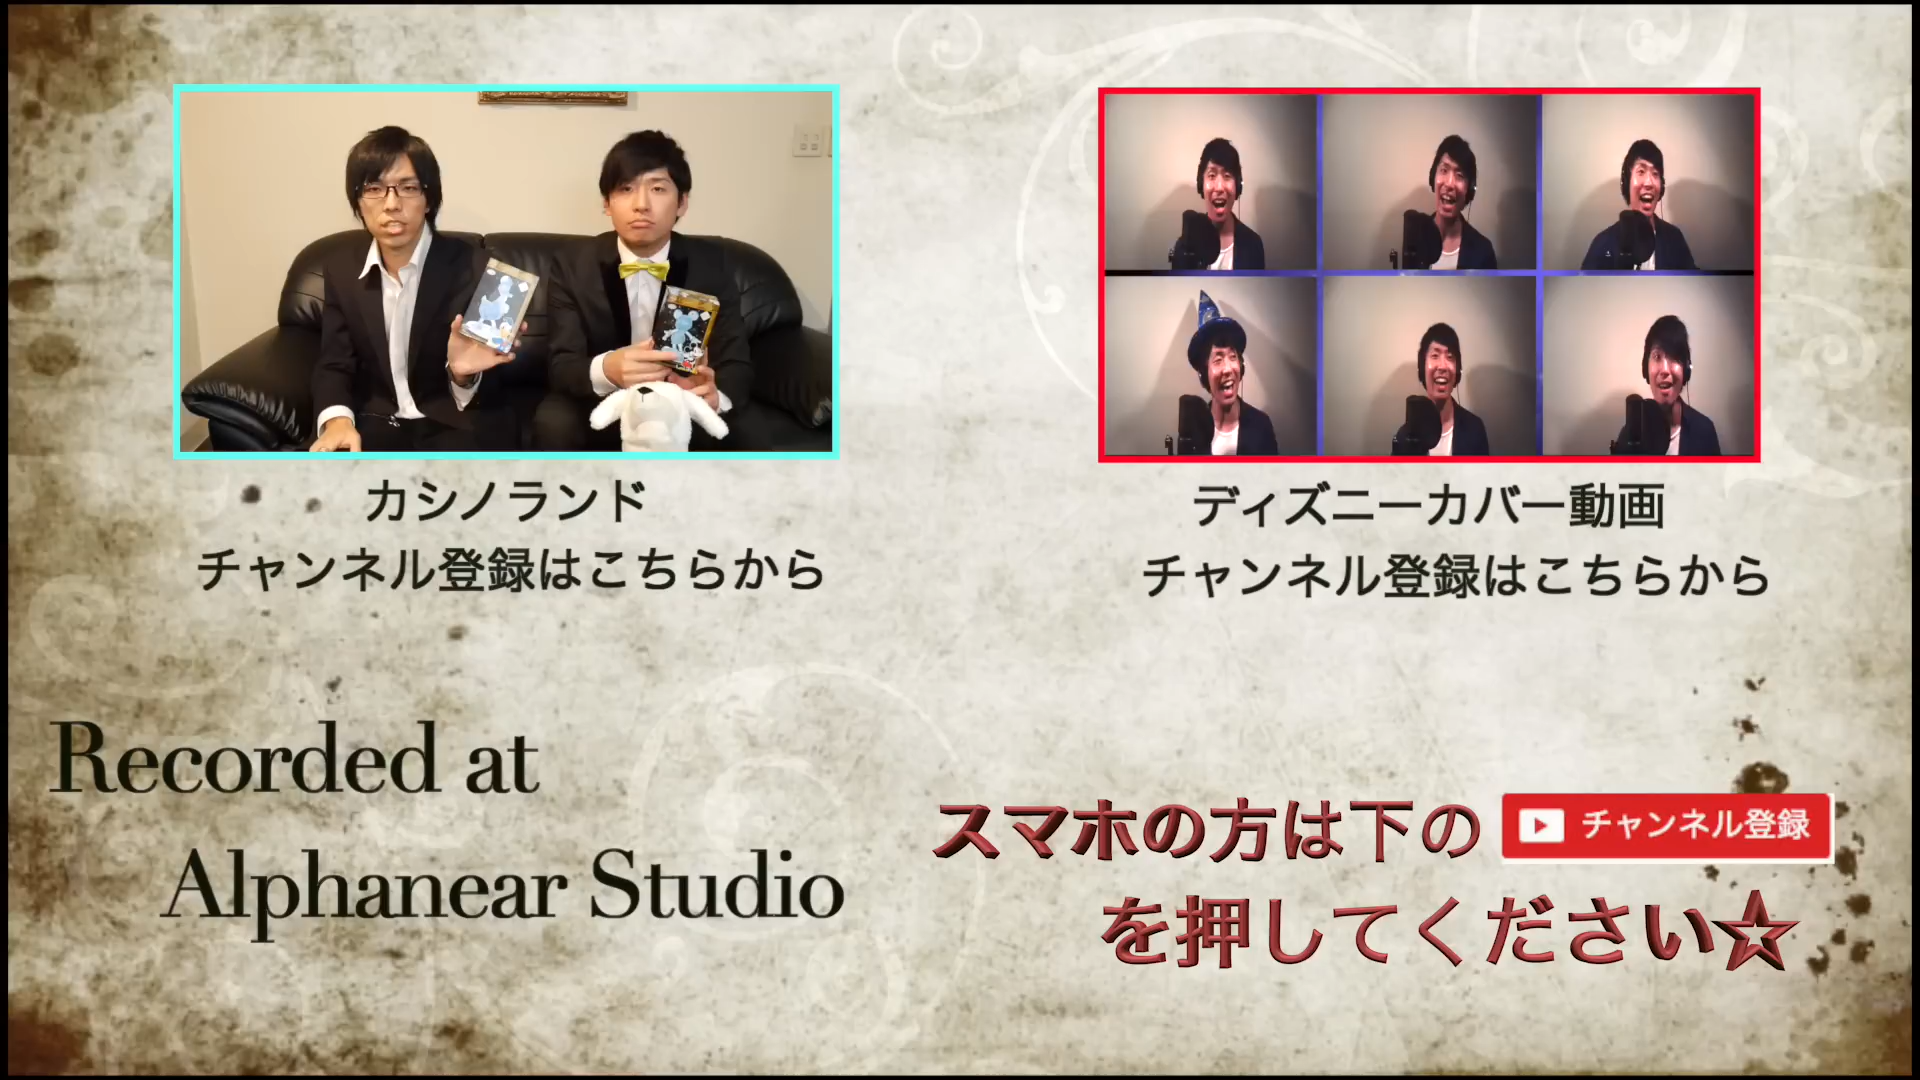 カシノランド
チャンネル登録はこちらから
ディズニーカバー動画
チャンネル登録はこちらから
Recorded at
Alphanear Studio
スマホの方は下の チャンネル登録
を押してください☆